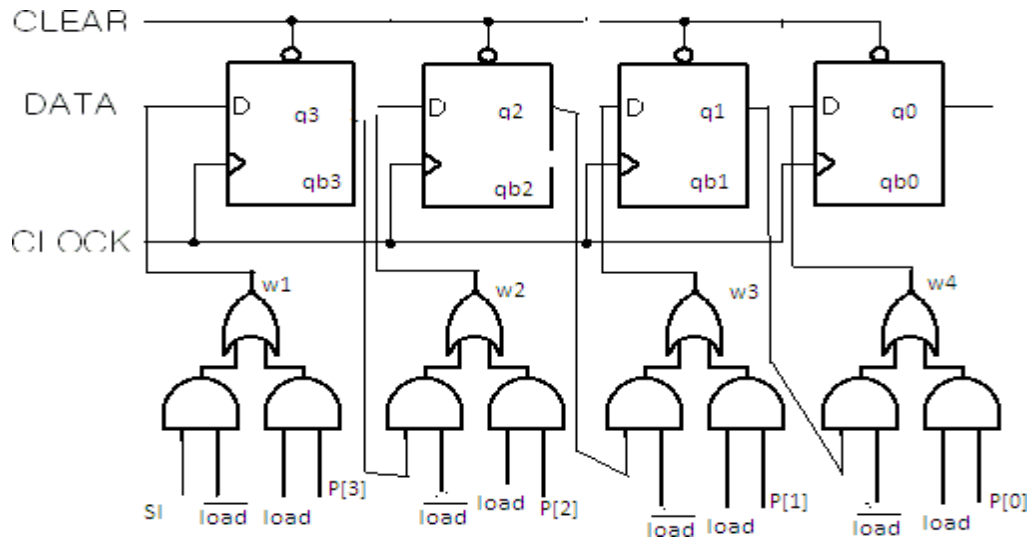 CLEAR
DATA D q3 D q2 D q1 D q0
qb3 qb2 qb1 qb0
CLOCK
w1 w2 w3 w4
SI load load P[3] load load P[2] load load P[1] load load P[0]